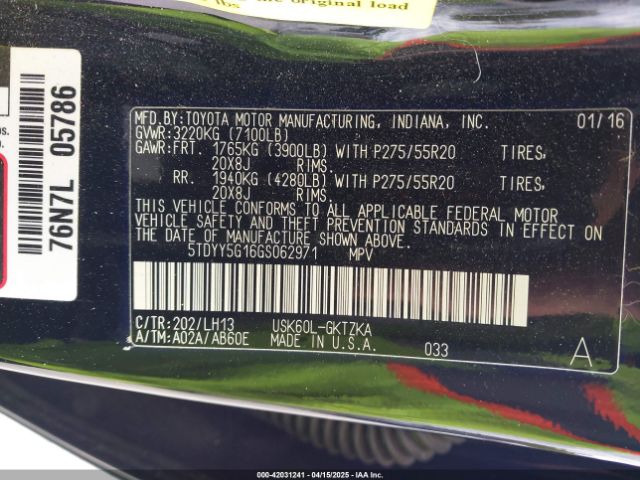 original load
lbs
76N7L 05786
MFD.BY:TOYOTA MOTOR MANUFACTURING, INDIANA, INC. 01/16
GVWR:3220KG (7100LB)
GAWR:FRT. 1765KG (3900LB) WITH P275/55R20 TIRES,
20X8J RIMS.
RR. 1940KG (4280LB) WITH P275/55R20 TIRES,
20X8J RIMS.
THIS VEHICLE CONFORMS TO ALL APPLICABLE FEDERAL MOTOR
VEHICLE SAFETY AND THEFT PREVENTION STANDARDS IN EFFECT ON
THE DATE OF MANUFACTURE SHOWN ABOVE.
5TDYY5G16GS062971 MPV
C/TR:202/LH13 USK60L-GKTZKA
A/TM:A02A/AB60E MADE IN U.S.A. 033 A
000-42031241 - 04/15/2025 - IAAI.COM